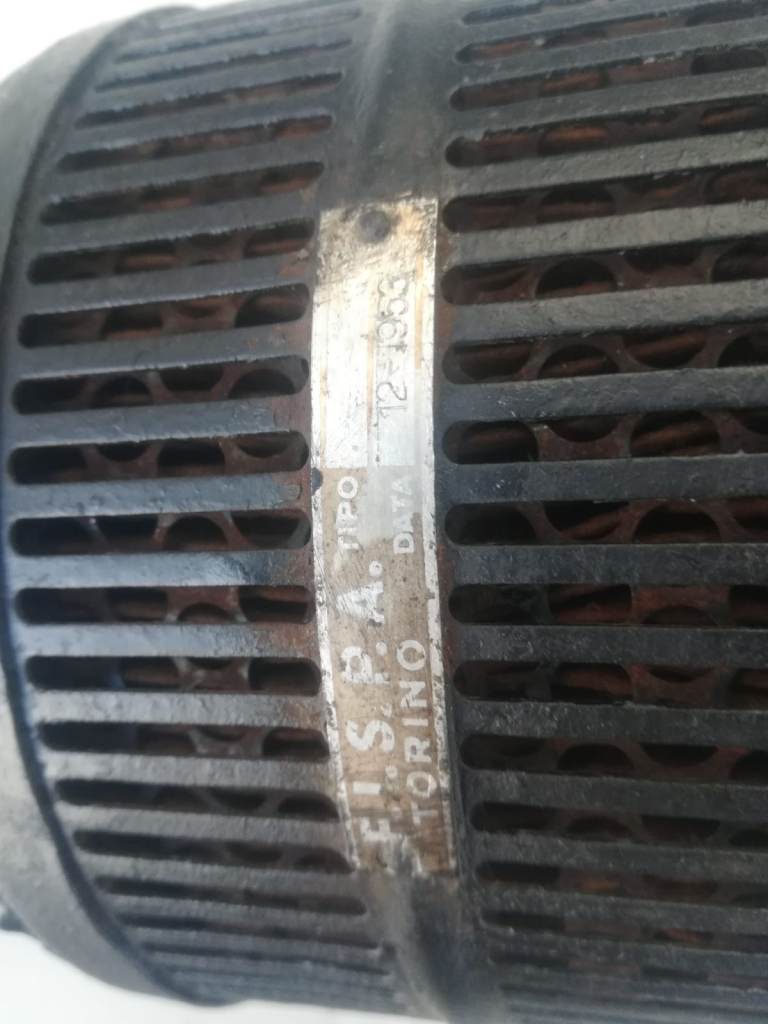 F.I.S.P.A. TIPO
TORINO DATA 12-1953